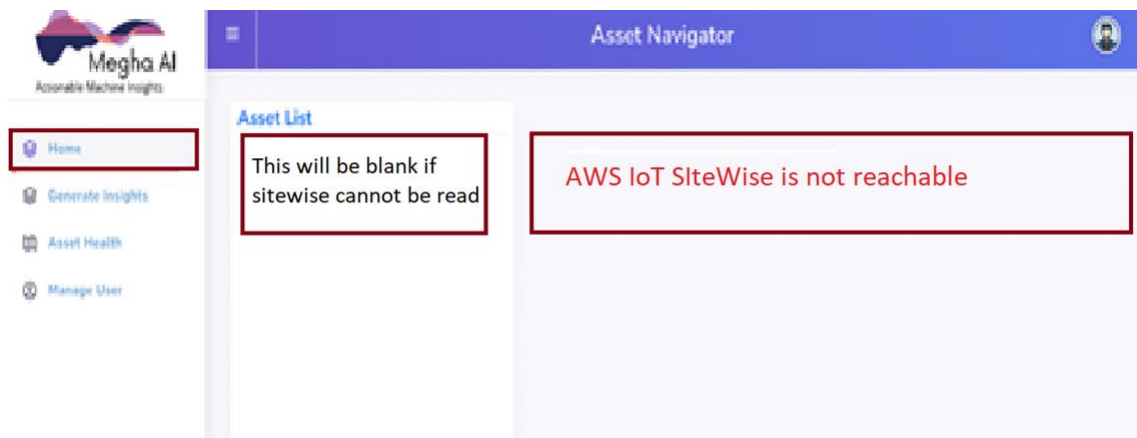 Megha AI
Actionable Machine Insights
Asset Navigator
Home
Generate Insights
Asset Health
Manage User
Asset List
This will be blank if
sitewise cannot be read
AWS IoT SIteWise is not reachable